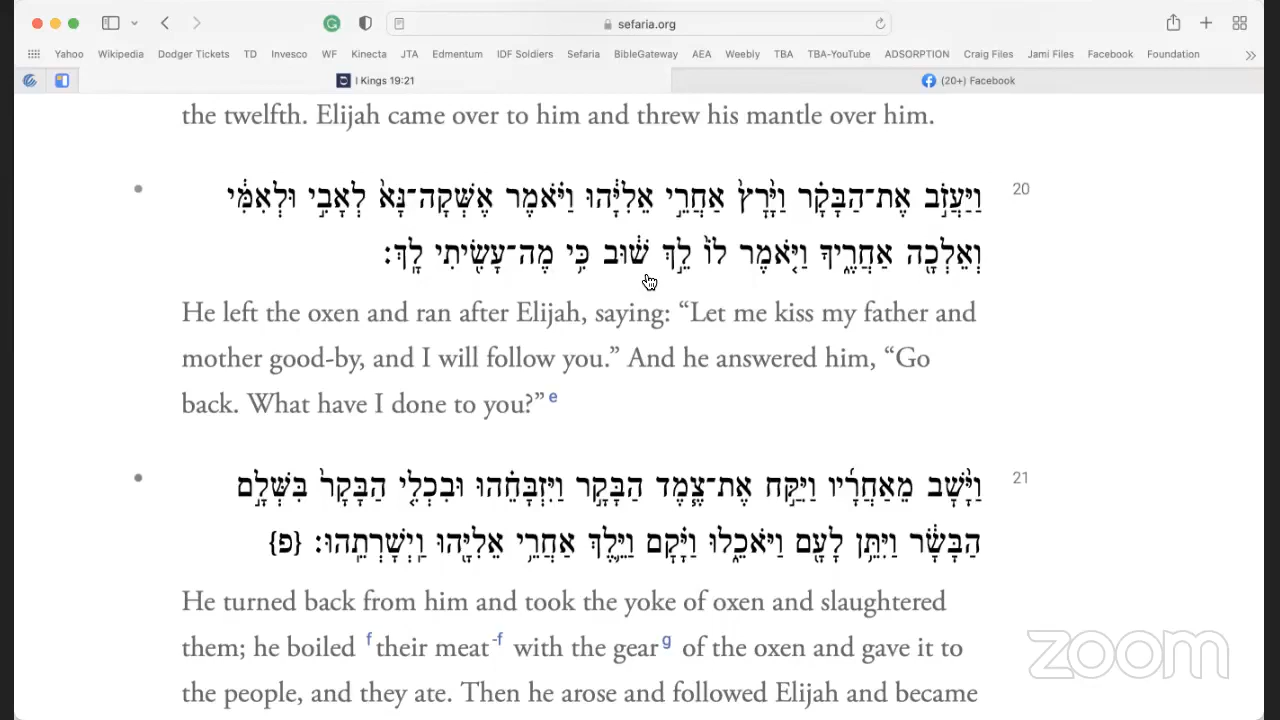 sefaria.org
Yahoo Wikipedia Dodger Tickets TD Invesco WF Kinecta JTA Edmentum IDF Soldiers Sefaria BibleGateway AEA Weebly TBA TBA-YouTube ADSORPTION Craig Files Jami Files Facebook Foundation
I Kings 19:21 (20+) Facebook
the twelfth. Elijah came over to him and threw his mantle over him.
20
וַיַּעֲזֹ֣ב אֶת־הַבָּקָ֗ר וַיָּ֙רׇץ֙ אַחֲרֵ֣י אֵלִיָּ֔הוּ וַיֹּ֗אמֶר אֶשְּׁקָה־נָּא֙ לְאָבִ֣י וּלְאִמִּ֔י
וְאֵלְכָ֖ה אַחֲרֶ֑יךָ וַיֹּ֤אמֶר לוֹ֙ לֵ֣ךְ שׁ֔וּב כִּ֥י מֶה־עָשִׂ֖יתִי לָֽךְ׃
He left the oxen and ran after Elijah, saying: “Let me kiss my father and
mother good-by, and I will follow you.” And he answered him, “Go
back. What have I done to you?” e
21
וַיָּ֨שׇׁב מֵאַחֲרָ֜יו וַיִּקַּ֣ח אֶת־צֶ֧מֶד הַבָּקָ֣ר וַיִּזְבָּחֵ֗הוּ וּבִכְלִ֤י הַבָּקָר֙ בִּשְּׁלָ֣ם
הַבָּשָׂ֔ר וַיִּתֵּ֥ן לָעָ֖ם וַיֹּאכֵ֑לוּ וַיָּ֗קׇם וַיֵּ֛לֶךְ אַחֲרֵ֥י אֵלִיָּ֖הוּ וַיְשָׁרְתֵֽהוּ׃ {פ}
He turned back from him and took the yoke of oxen and slaughtered
them; he boiled f their meat -f with the gear g of the oxen and gave it to
the people, and they ate. Then he arose and followed Elijah and became
zoom